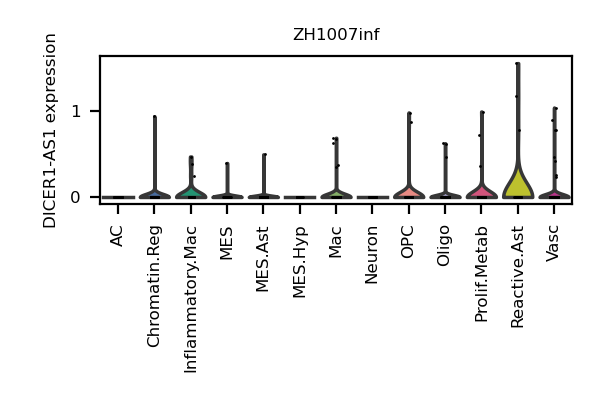 ZH1007inf
DICER1-AS1 expression
1
0
AC
Chromatin.Reg
Inflammatory.Mac
MES
MES.Ast
MES.Hyp
Mac
Neuron
OPC
Oligo
Prolif.Metab
Reactive.Ast
Vasc